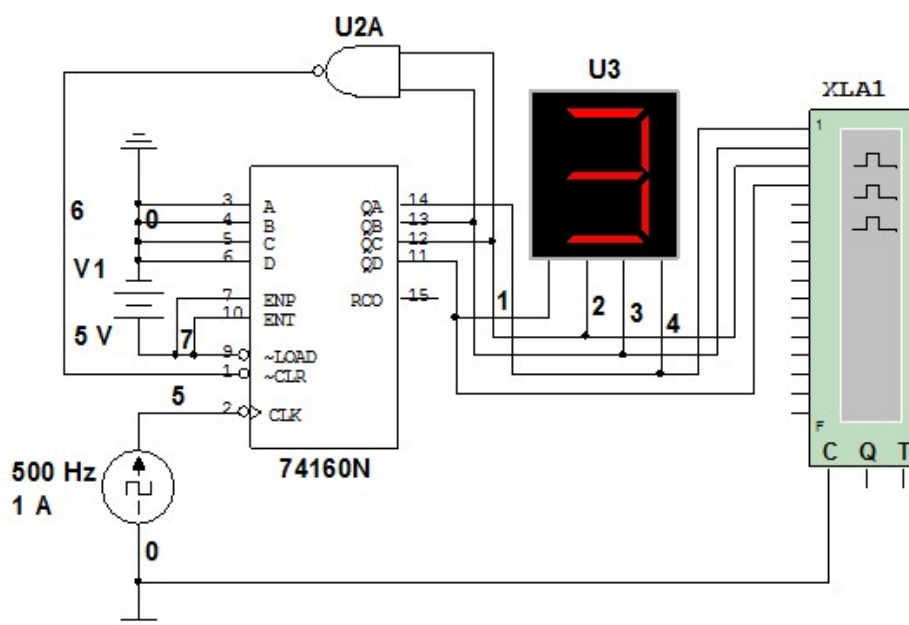 U2A
U3
XLA1
1
3 A QA 14
4 B QB 13
5 C QC 12
6 D QD 11
7 ENP RCO 15
10 ENT
9 ~LOAD
1 ~CLR
2 CLK
74160N
6
0
V1
5 V
7
5
1
2
3
4
3
F
C Q T
500 Hz
1 A
0